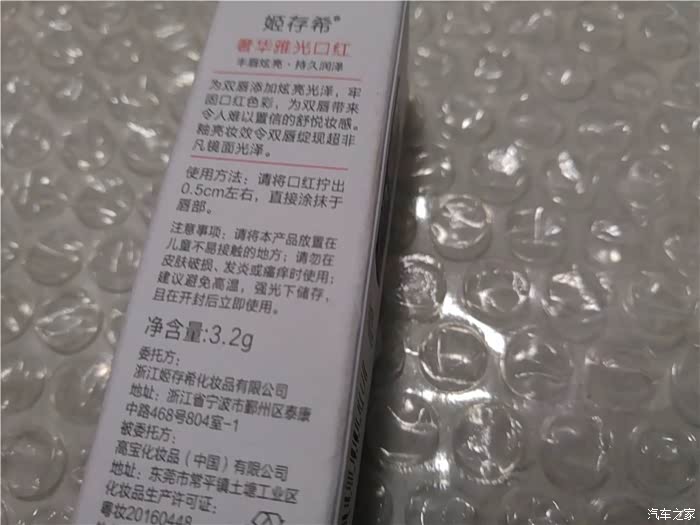 姬存希®
奢华雅光口红
丰唇炫亮·持久润泽
为双唇添加炫亮光泽，牢
固口红色彩，为双唇带来
令人难以置信的舒悦妆感。
釉亮妆效令双唇绽现超非
凡镜面光泽。
使用方法：请将口红拧出
0.5cm左右，直接涂抹于
唇部。
注意事项：请将本产品放置在
儿童不易接触的地方；请勿在
皮肤破损、发炎或瘙痒时使用；
建议避免高温，强光下储存，
且在开封后立即使用。
净含量:3.2g
委托方：
浙江姬存希化妆品有限公司
地址：浙江省宁波市鄞州区泰康
中路468号804室-1
被委托方：
高宝化妆品（中国）有限公司
地址：东莞市常平镇土塘工业区
化妆品生产许可证：
粤妆20160448
汽车之家